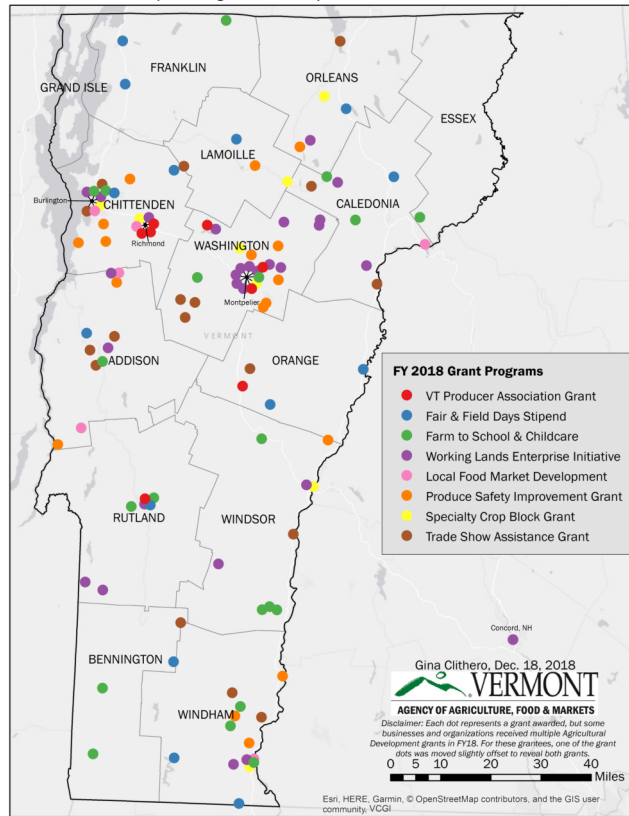 FRANKLIN
ORLEANS
GRAND ISLE
ESSEX
LAMOILLE
Burlington
CHITTENDEN
CALEDONIA
Richmond
WASHINGTON
Montpelier
VERMONT
ADDISON
ORANGE
FY 2018 Grant Programs
VT Producer Association Grant
Fair & Field Days Stipend
Farm to School & Childcare
Working Lands Enterprise Initiative
Local Food Market Development
Produce Safety Improvement Grant
Specialty Crop Block Grant
Trade Show Assistance Grant
RUTLAND
WINDSOR
Concord, NH
BENNINGTON
WINDHAM
Gina Clithero, Dec. 18, 2018
VERMONT
AGENCY OF AGRICULTURE, FOOD & MARKETS
Disclaimer: Each dot represents a grant awarded, but some
businesses and organizations received multiple Agricultural
Development grants in FY18. For these grantees, one of the grant
dots was moved slightly offset to reveal both grants.
0 5 10 20 30 40
Miles
Esri, HERE, Garmin, © OpenStreetMap contributors, and the GIS user
community, VCGI